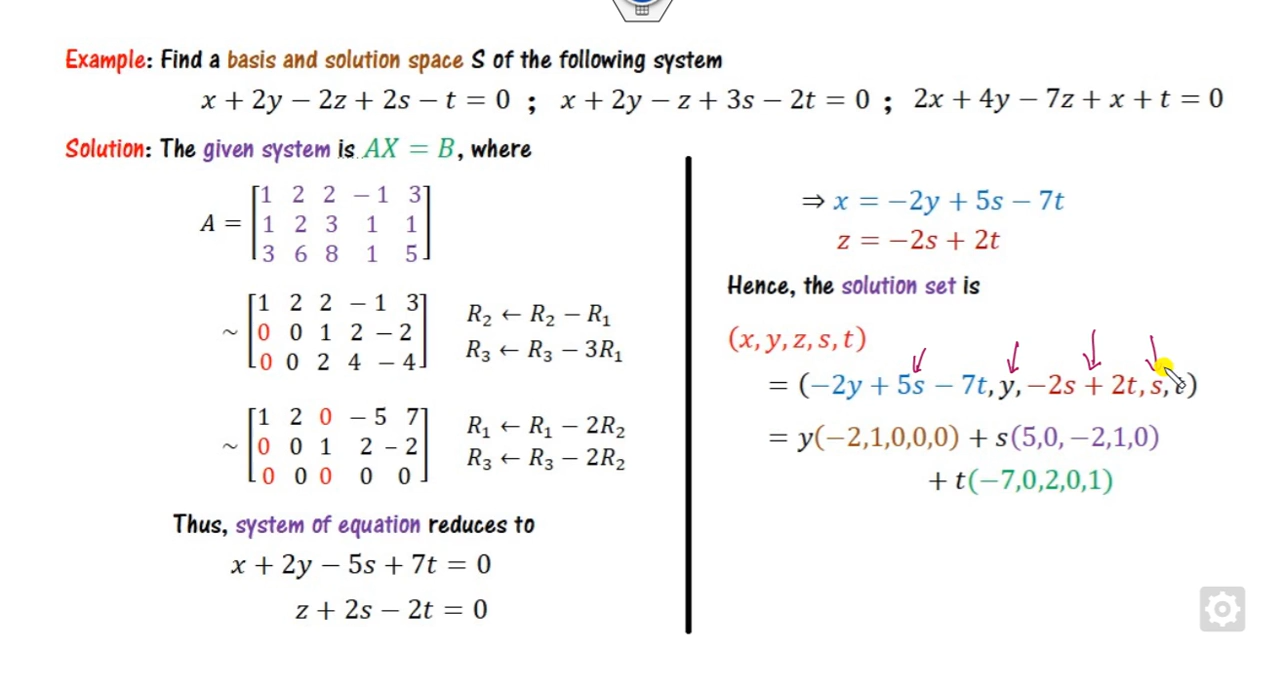 Example: Find a basis and solution space S of the following system
x + 2y − 2z + 2s − t = 0 ; x + 2y − z + 3s − 2t = 0 ; 2x + 4y − 7z + x + t = 0
Solution: The given system is AX = B, where
A = [1 2 2 −1 3]
[1 2 3 1 1]
[3 6 8 1 5]
~ [1 2 2 −1 3]
[0 0 1 2 −2] R₂ ← R₂ − R₁
[0 0 2 4 −4] R₃ ← R₃ − 3R₁
~ [1 2 0 −5 7]
[0 0 1 2 −2] R₁ ← R₁ − 2R₂
[0 0 0 0 0] R₃ ← R₃ − 2R₂
Thus, system of equation reduces to
x + 2y − 5s + 7t = 0
z + 2s − 2t = 0
⇒ x = −2y + 5s − 7t
z = −2s + 2t
Hence, the solution set is
(x, y, z, s, t)
= (−2y + 5s − 7t, y, −2s + 2t, s, t)
= y(−2,1,0,0,0) + s(5,0, −2,1,0)
+ t(−7,0,2,0,1)